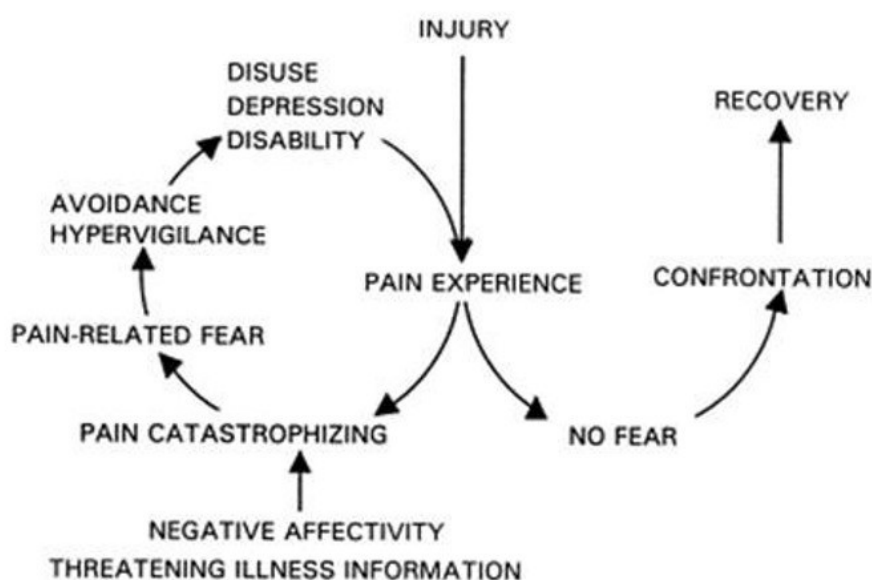 INJURY
DISUSE
DEPRESSION
DISABILITY
RECOVERY
AVOIDANCE
HYPERVIGILANCE
PAIN EXPERIENCE
CONFRONTATION
PAIN-RELATED FEAR
PAIN CATASTROPHIZING
NO FEAR
NEGATIVE AFFECTIVITY
THREATENING ILLNESS INFORMATION